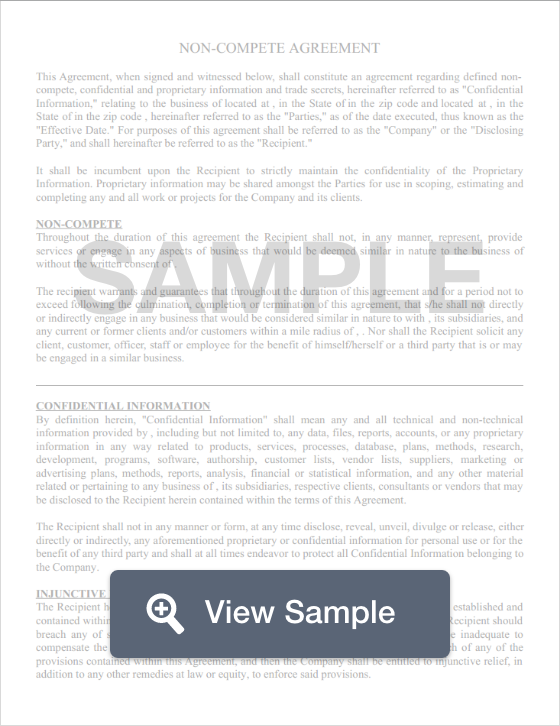 NON-COMPETE AGREEMENT
This Agreement, when signed and witnessed below, shall constitute an agreement regarding defined non-
compete, confidential and proprietary information and trade secrets, hereinafter referred to as "Confidential
Information," relating to the business of located at , in the State of in the zip code and located at , in the
State of in the zip code , hereinafter referred to as the "Parties," as of the date executed, thus known as the
"Effective Date." For purposes of this agreement shall be referred to as the "Company" or the "Disclosing
Party," and shall hereinafter be referred to as the "Recipient."
It shall be incumbent upon the Recipient to strictly maintain the confidentiality of the Proprietary
Information. Proprietary information may be shared amongst the Parties for use in scoping, estimating and
completing any and all work or projects for the Company and its clients.
NON-COMPETE
Throughout the duration of this agreement the Recipient shall not, in any manner, represent, provide
services or engage in any aspects of business that would be deemed similar in nature to the business of
without the written consent of .
SAMPLE
The recipient warrants and guarantees that throughout the duration of this agreement and for a period not to
exceed following the culmination, completion or termination of this agreement, that s/he shall not directly
or indirectly engage in any business that would be considered similar in nature to with , its subsidiaries, and
any current or former clients and/or customers within a mile radius of , . Nor shall the Recipient solicit any
client, customer, officer, staff or employee for the benefit of himself/herself or a third party that is or may
be engaged in a similar business.
CONFIDENTIAL INFORMATION
By definition herein, "Confidential Information" shall mean any and all technical and non-technical
information provided by , including but not limited to, any data, files, reports, accounts, or any proprietary
information in any way related to products, services, processes, database, plans, methods, research,
development, programs, software, authorship, customer lists, vendor lists, suppliers, marketing or
advertising plans, methods, reports, analysis, financial or statistical information, and any other material
related or pertaining to any business of , its subsidiaries, respective clients, consultants or vendors that may
be disclosed to the Recipient herein contained within the terms of this Agreement.
The Recipient shall not in any manner or form, at any time disclose, reveal, unveil, divulge or release, either
directly or indirectly, any aforementioned proprietary or confidential information for personal use or for the
benefit of any third party and shall at all times endeavor to protect all Confidential Information belonging to
the Company.
INJUNCTIVE
The Recipient established and
contained within Recipient should
View Sample
breach any of inadequate to
compensate the of any of the
provisions contained within this Agreement, and then the Company shall be entitled to injunctive relief, in
addition to any other remedies at law or equity, to enforce said provisions.